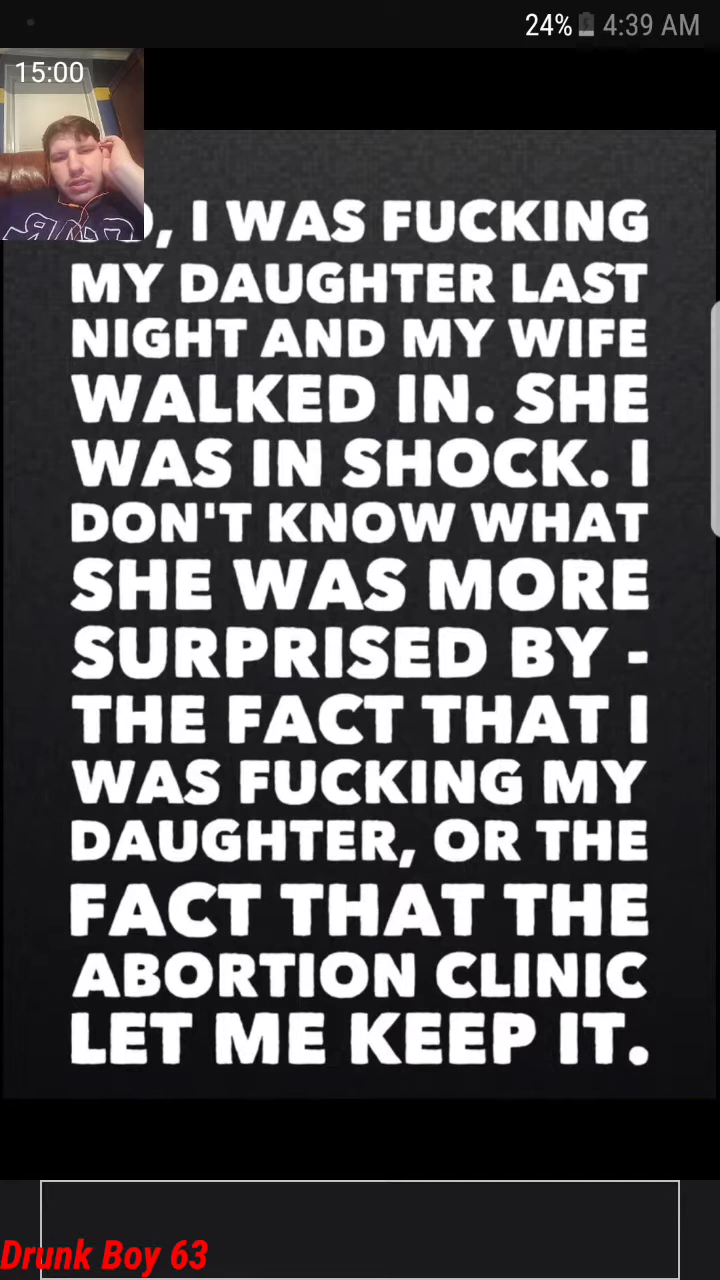 24% 4:39 AM
15:00
I WAS FUCKING
MY DAUGHTER LAST
NIGHT AND MY WIFE
WALKED IN. SHE
WAS IN SHOCK. I
DON'T KNOW WHAT
SHE WAS MORE
SURPRISED BY -
THE FACT THAT I
WAS FUCKING MY
DAUGHTER, OR THE
FACT THAT THE
ABORTION CLINIC
LET ME KEEP IT.
Drunk Boy 63